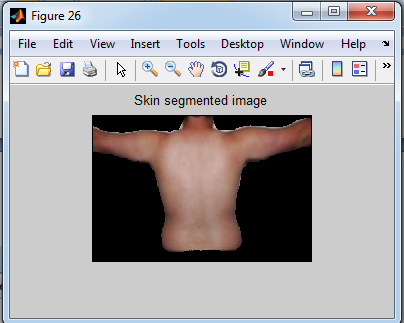 Figure 26
File Edit View Insert Tools Desktop Window Help
Skin segmented image